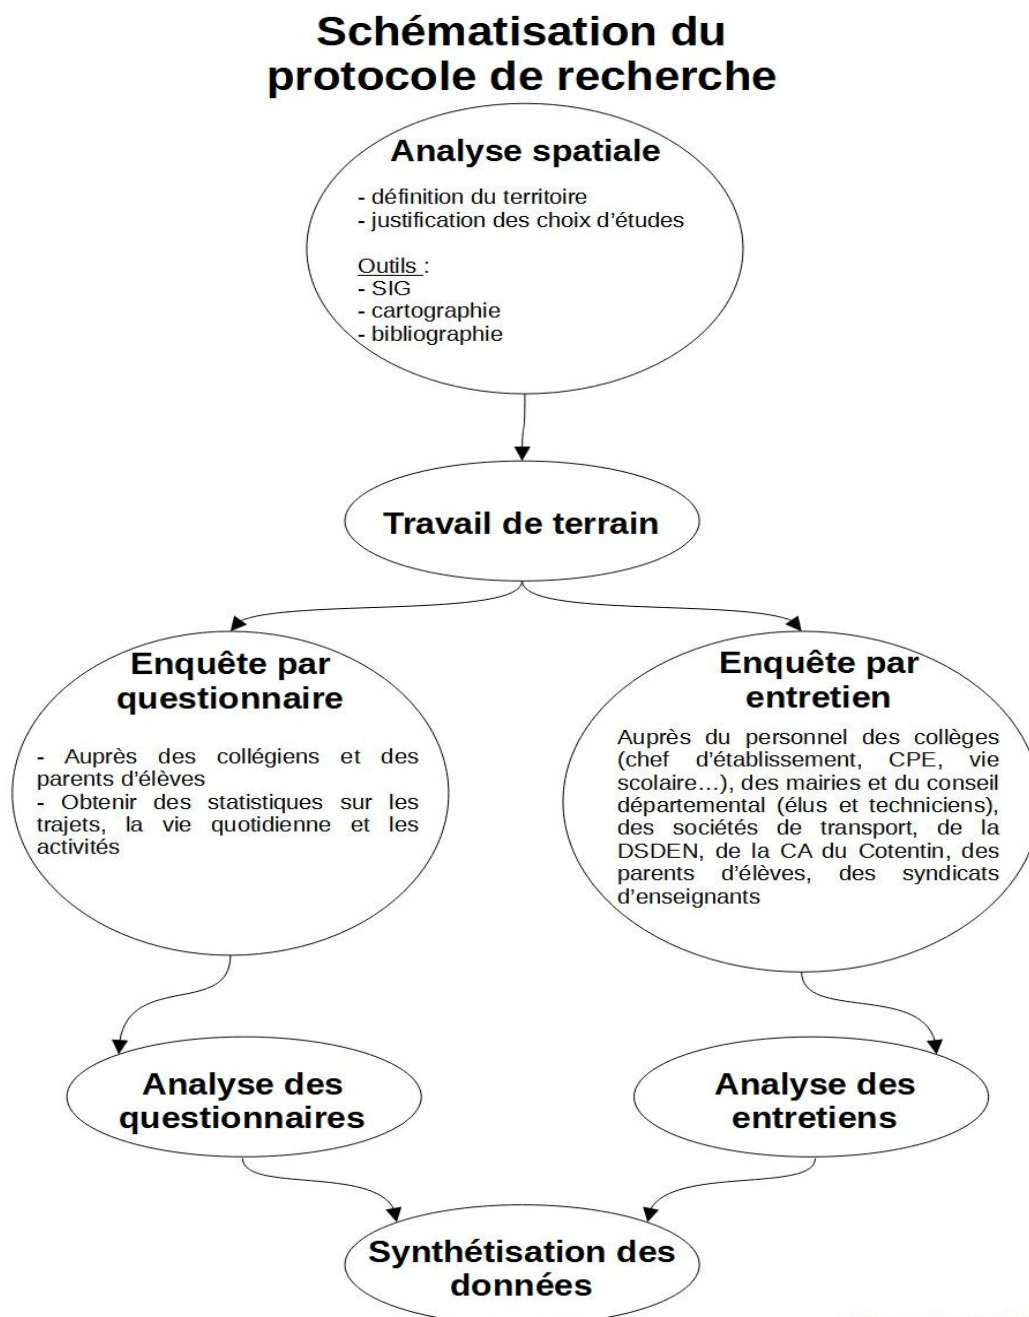 Schématisation du
protocole de recherche
Analyse spatiale
- définition du territoire
- justification des choix d'études
Outils :
- SIG
- cartographie
- bibliographie
Travail de terrain
Enquête par
questionnaire
- Auprès des collégiens et des
parents d'élèves
- Obtenir des statistiques sur les
trajets, la vie quotidienne et les
activités
Enquête par
entretien
Auprès du personnel des collèges
(chef d'établissement, CPE, vie
scolaire...), des mairies et du conseil
départemental (élus et techniciens),
des sociétés de transport, de la
DSDEN, de la CA du Cotentin, des
parents d'élèves, des syndicats
d'enseignants
Analyse des
questionnaires
Analyse des
entretiens
Synthétisation des
données